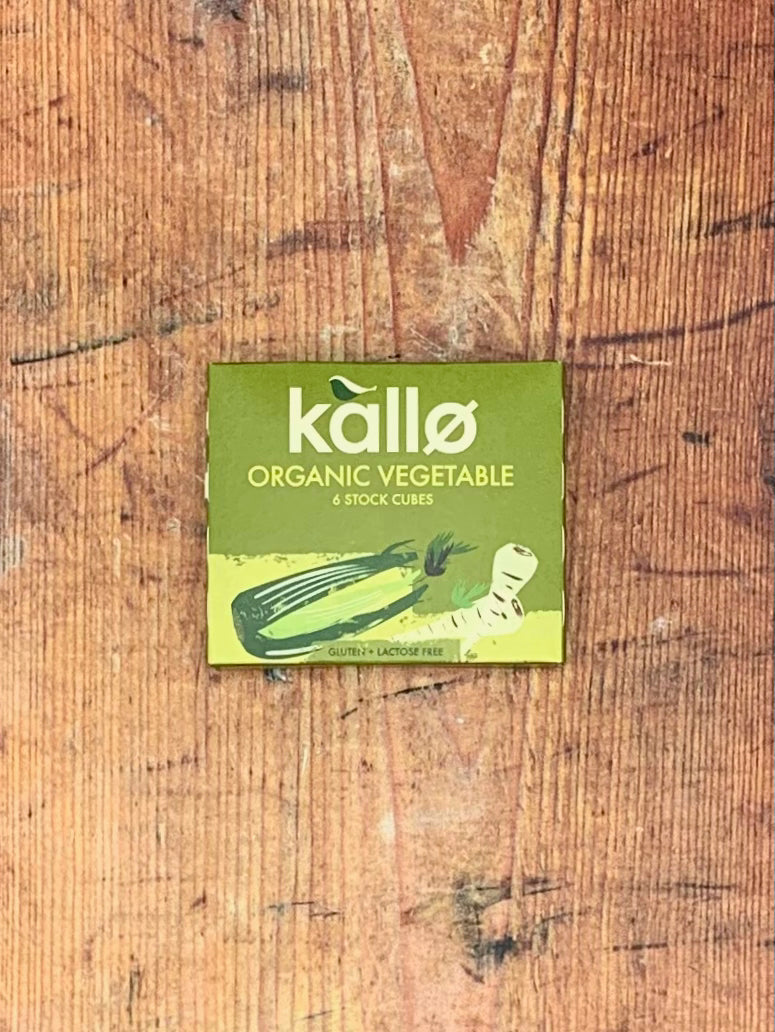 kallø
ORGANIC VEGETABLE
6 STOCK CUBES
GLUTEN + LACTOSE FREE